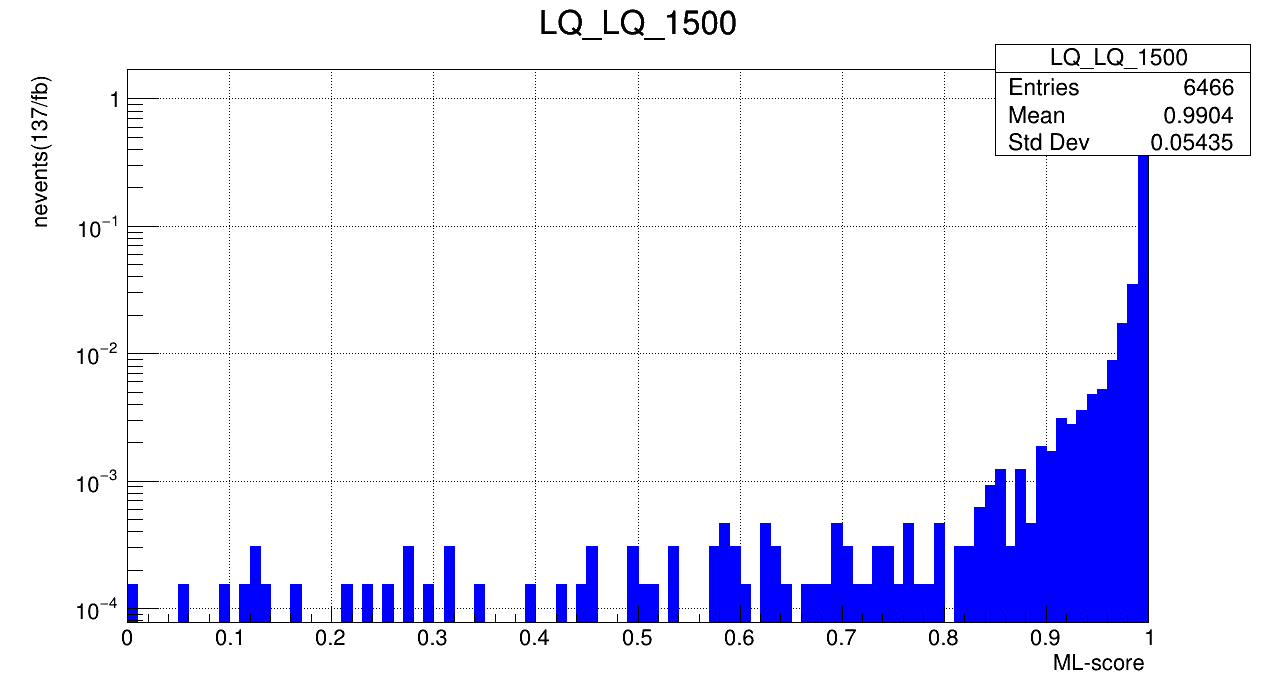 LQ_LQ_1500
LQ_LQ_1500
Entries 6466
Mean 0.9904
Std Dev 0.05435
nevents(137/fb)
1
10−1
10−2
10−3
10−4
0 0.1 0.2 0.3 0.4 0.5 0.6 0.7 0.8 0.9 1
ML-score